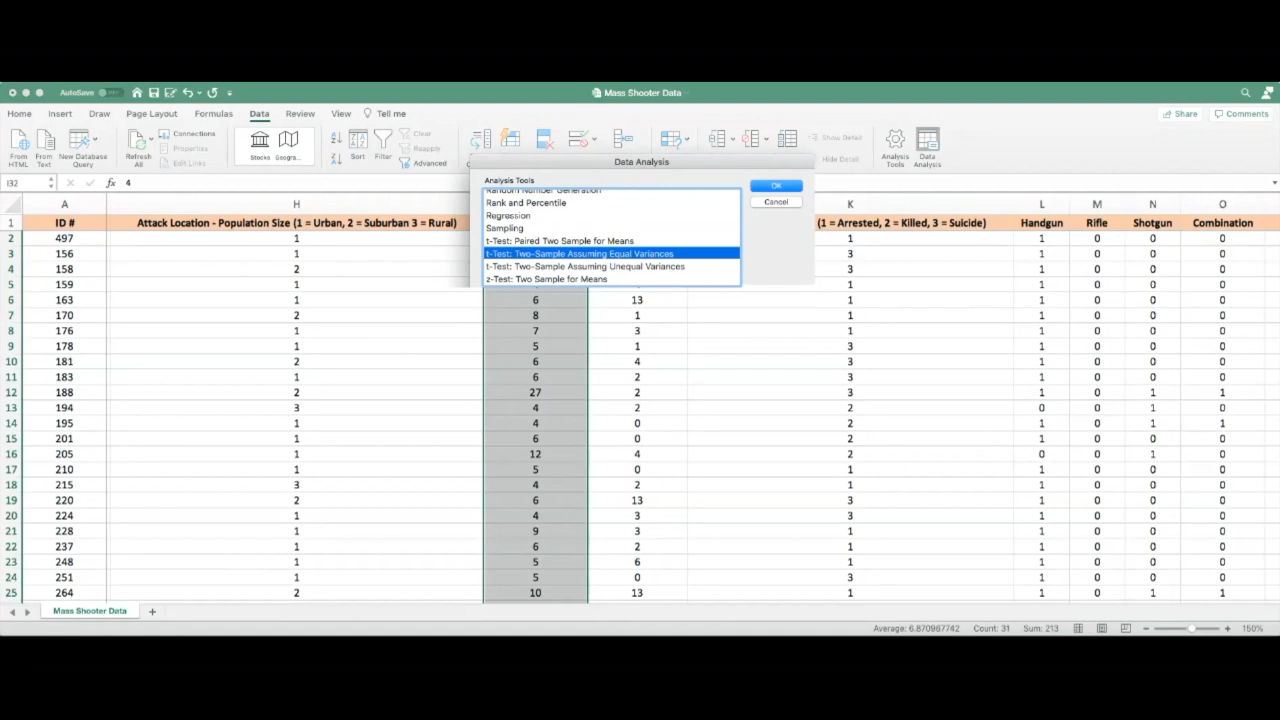 AutoSave OFF Mass Shooter Data
Home Insert Draw Page Layout Formulas Data Review View Tell me Share Comments
From HTML From Text New Database Query Refresh All Connections Properties Edit Links Stocks Geogra... Sort Filter Clear Reapply Advanced Show Detail Hide Detail Analysis Tools Data Analysis
I32 fx 4
Data Analysis
Analysis Tools
Random Number Generation
Rank and Percentile
Regression
Sampling
t-Test: Paired Two Sample for Means
t-Test: Two-Sample Assuming Equal Variances
t-Test: Two-Sample Assuming Unequal Variances
z-Test: Two Sample for Means
OK
Cancel
A H K L M N O
1 ID # Attack Location - Population Size (1 = Urban, 2 = Suburban 3 = Rural) (1 = Arrested, 2 = Killed, 3 = Suicide) Handgun Rifle Shotgun Combination
2 497 1 1 1 0 0 0
3 156 1 3 1 0 0 0
4 158 2 1 1 0 0 0
5 159 1 1 1 0 0 0
6 163 1 6 13 1 1 0 0 0
7 170 2 8 1 1 1 0 0 0
8 176 1 7 3 1 1 0 0 0
9 178 1 5 1 3 1 0 0 0
10 181 2 6 4 3 1 0 0 0
11 183 1 6 2 3 1 0 0 0
12 188 2 27 2 3 1 0 1 1
13 194 3 4 2 2 0 0 1 0
14 195 1 4 0 2 1 0 1 1
15 201 1 6 0 2 1 0 0 0
16 205 1 12 4 2 0 0 1 0
17 210 1 5 0 1 1 0 0 0
18 215 3 4 2 1 1 0 0 0
19 220 2 6 13 3 1 0 0 0
20 224 1 4 3 3 1 0 0 0
21 228 1 9 3 1 1 0 0 0
22 237 1 6 2 1 1 0 0 0
23 248 1 5 6 1 1 0 0 0
24 251 1 5 0 3 1 0 0 0
25 264 2 10 13 1 1 0 1 1
Mass Shooter Data
Average: 6.870967742 Count: 31 Sum: 213 150%